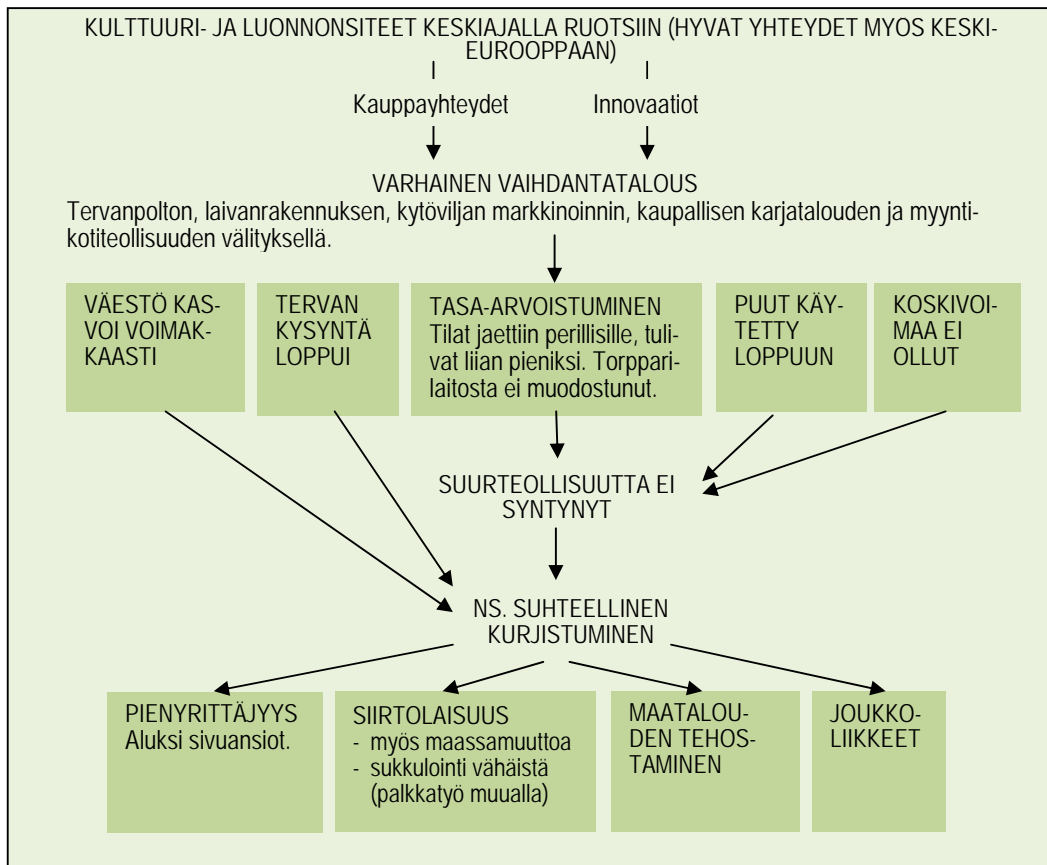 KULTTUURI- JA LUONNONSITEET KESKIAJALLA RUOTSIIN (HYVAT YHTEYDET MYOS KESKI-
EUROOPPAAN)
Kauppayhteydet
Innovaatiot
VARHAINEN VAIHDANTATALOUS
Tervanpolton, laivanrakennuksen, kytöviljan markkinoinnin, kaupallisen karjatalouden ja myynti-
kotiteollisuuden välityksellä.
VÄESTÖ KAS-
VOI VOIMAK-
KAASTI
TERVAN
KYSYNTÄ
LOPPUI
TASA-ARVOISTUMINEN
Tilat jaettiin perillisille, tuli-
vat liian pieniksi. Torppari-
laitosta ei muodostunut.
PUUT KÄY-
TETTY
LOPPUUN
KOSKIVOI-
MAA EI
OLLUT
SUURTEOLLISUUTTA EI
SYNTYNYT
NS. SUHTEELLINEN
KURJISTUMINEN
PIENYRITTÄJYYS
Aluksi sivuansiot.
SIIRTOLAISUUS
- myös maassamuuttoa
- sukkulointi vähäistä
(palkkatyö muualla)
MAATALOU-
DEN TEHOS-
TAMINEN
JOUKKO-
LIIKKEET